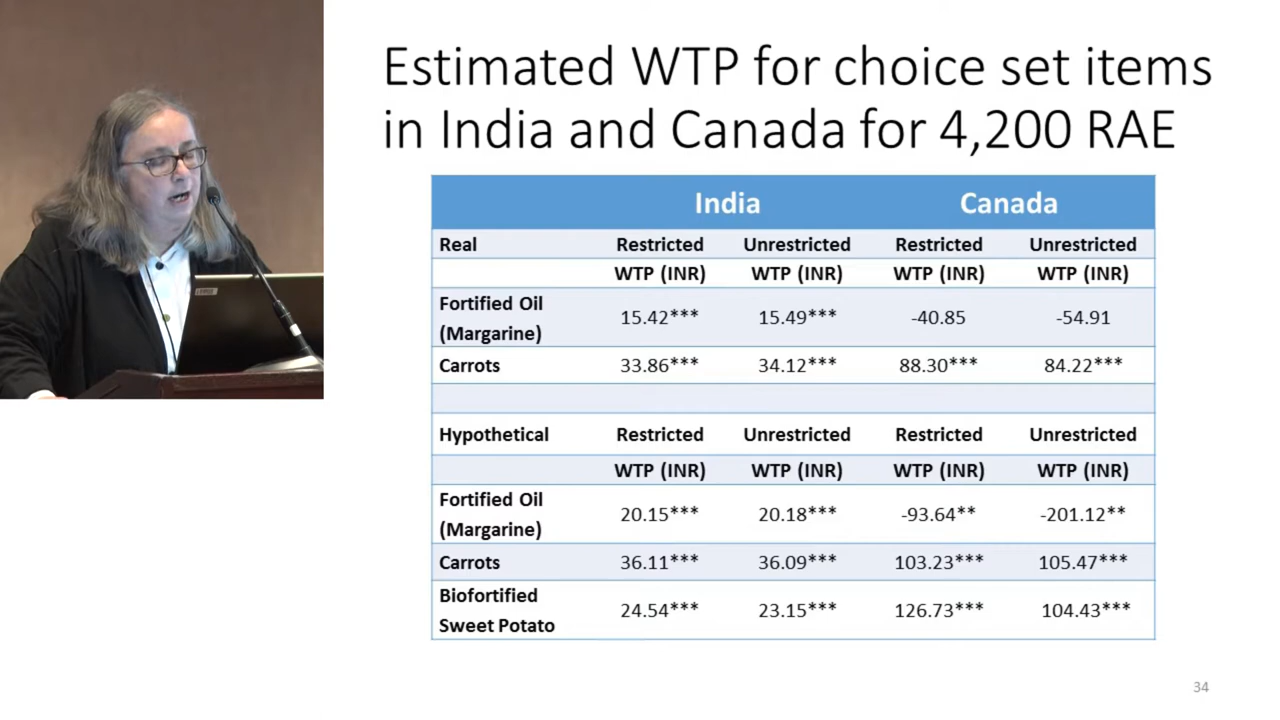 Estimated WTP for choice set items
in India and Canada for 4,200 RAE
India Canada
Real Restricted Unrestricted Restricted Unrestricted
WTP (INR) WTP (INR) WTP (INR) WTP (INR)
Fortified Oil
(Margarine) 15.42*** 15.49*** -40.85 -54.91
Carrots 33.86*** 34.12*** 88.30*** 84.22***
Hypothetical Restricted Unrestricted Restricted Unrestricted
WTP (INR) WTP (INR) WTP (INR) WTP (INR)
Fortified Oil
(Margarine) 20.15*** 20.18*** -93.64** -201.12**
Carrots 36.11*** 36.09*** 103.23*** 105.47***
Biofortified
Sweet Potato 24.54*** 23.15*** 126.73*** 104.43***
34